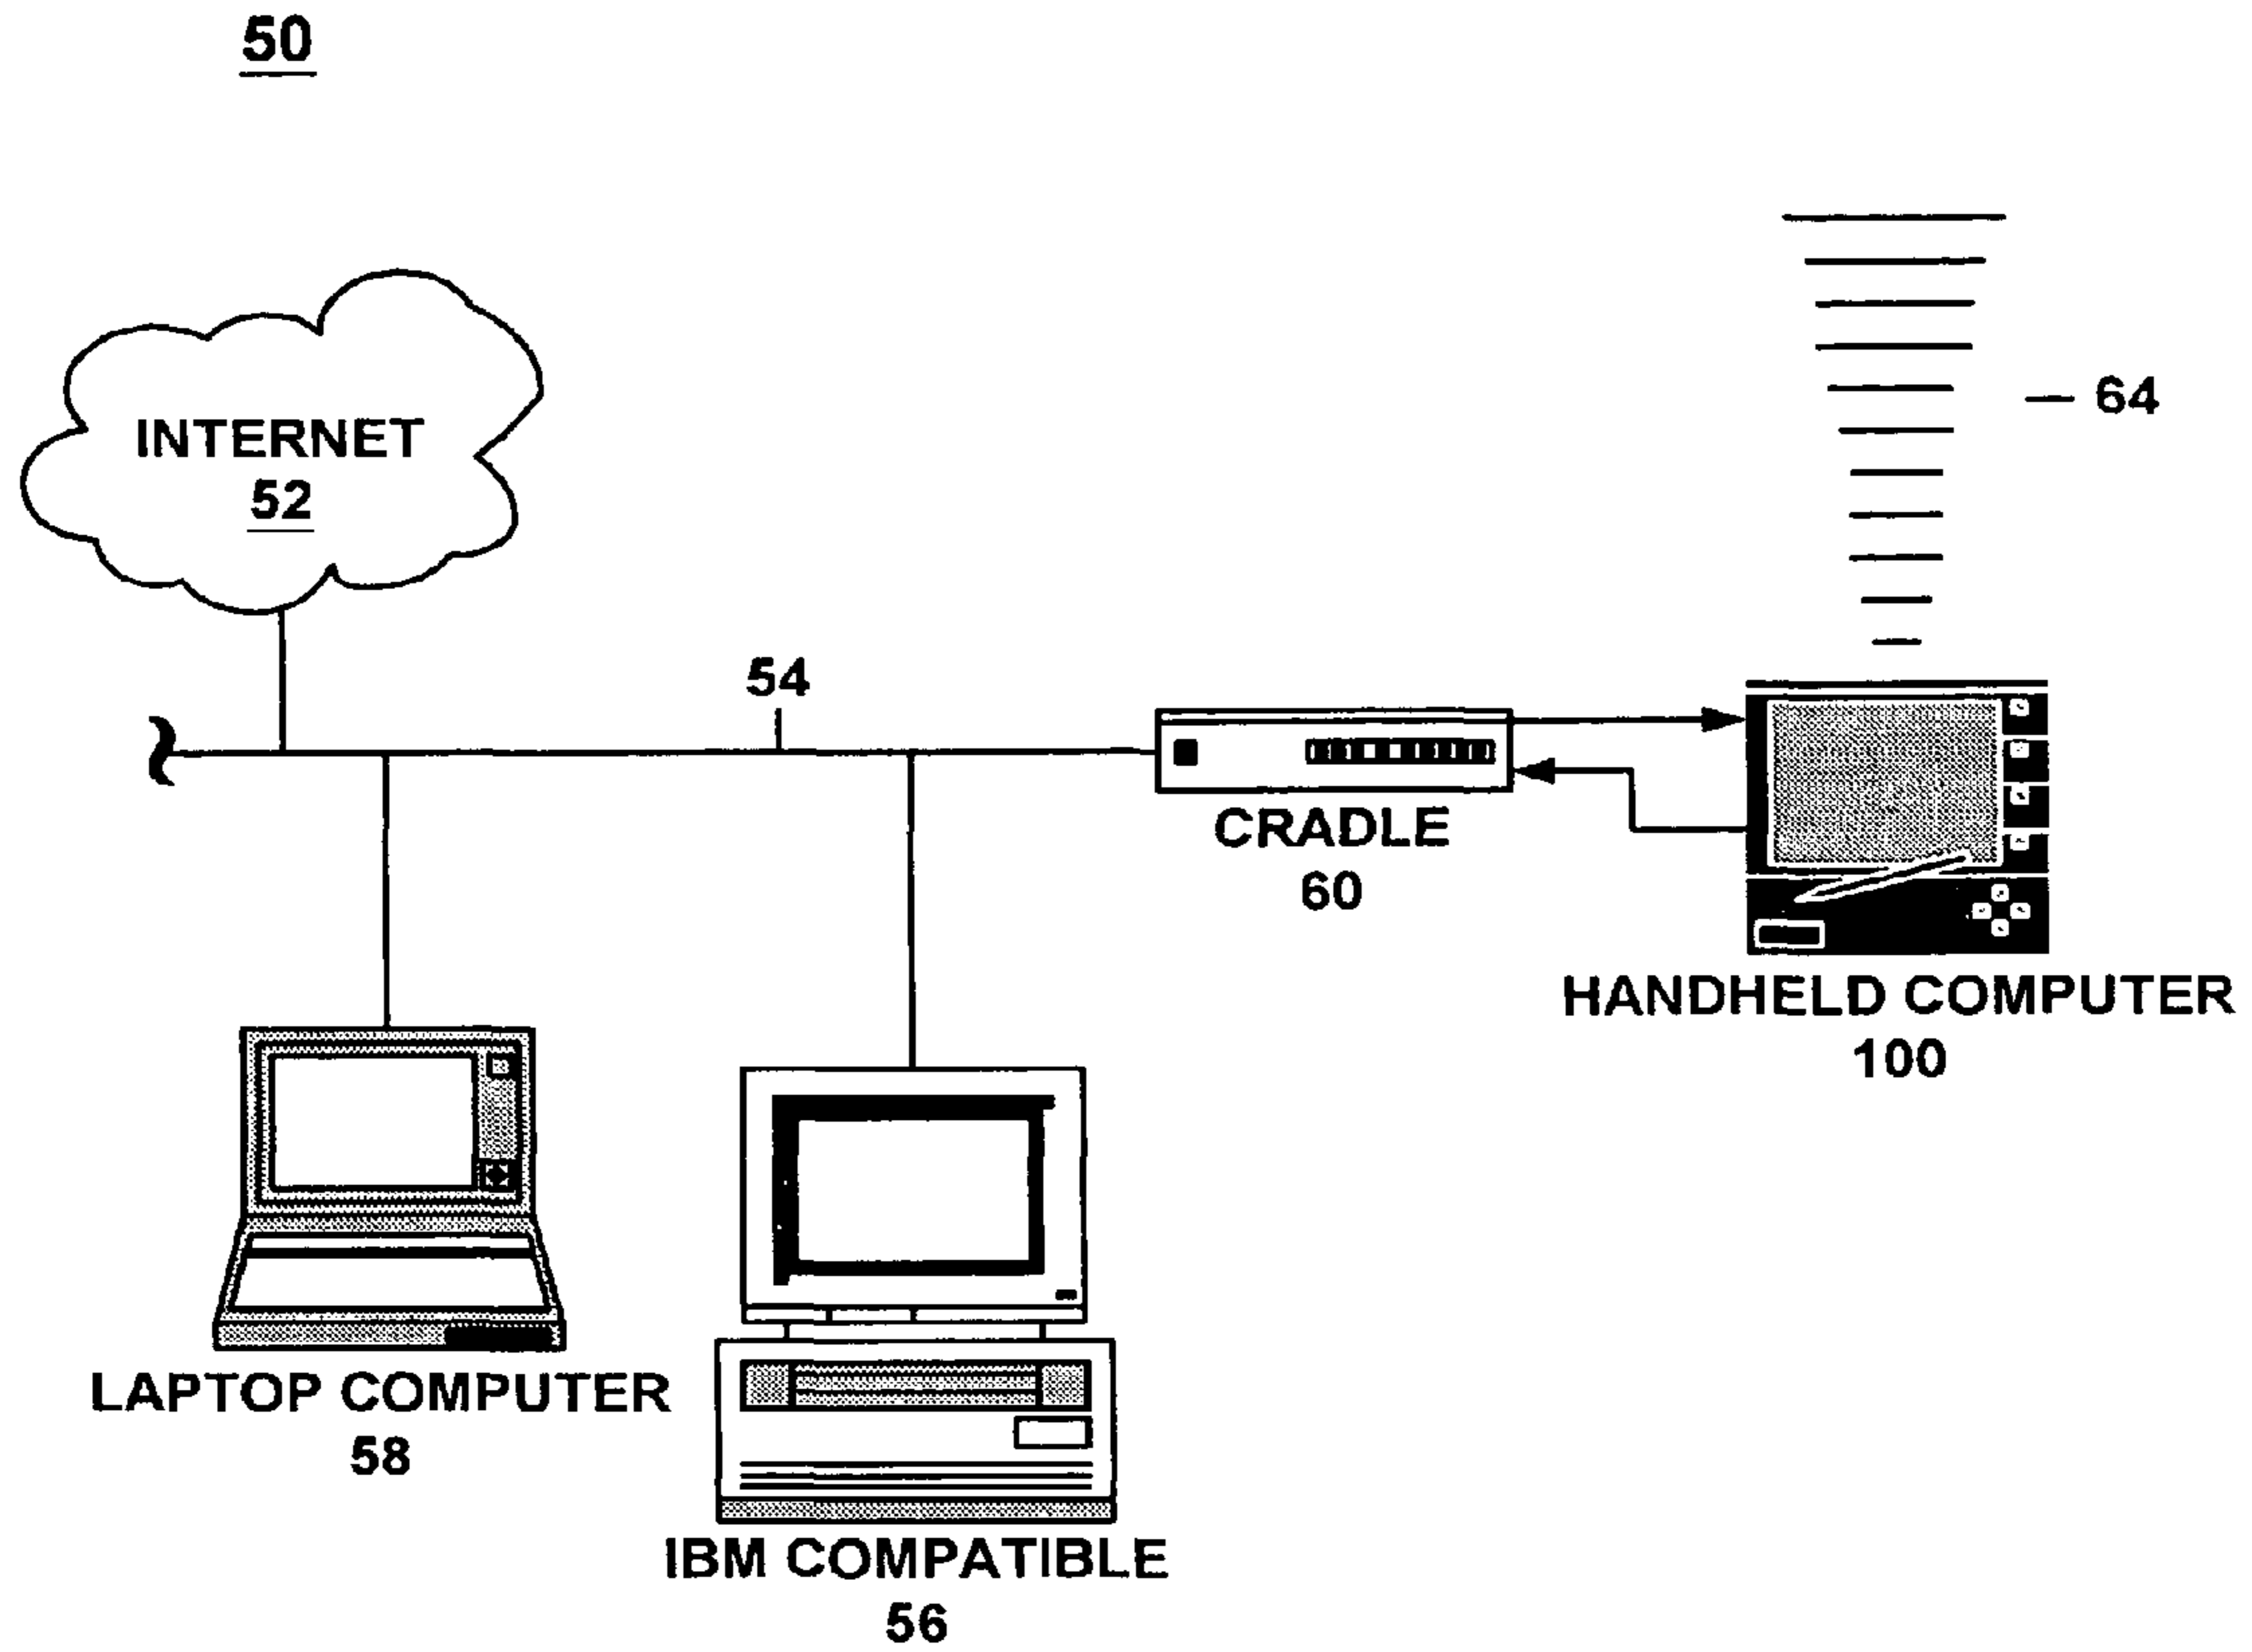 50
INTERNET
52
64
54
CRADLE
60
HANDHELD COMPUTER
100
LAPTOP COMPUTER
58
IBM COMPATIBLE
56